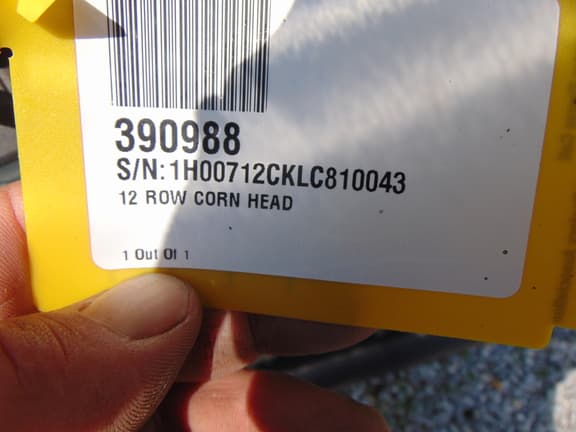 390988
S/N:1H00712CKLC810043
12 ROW CORN HEAD
1 Out Of 1